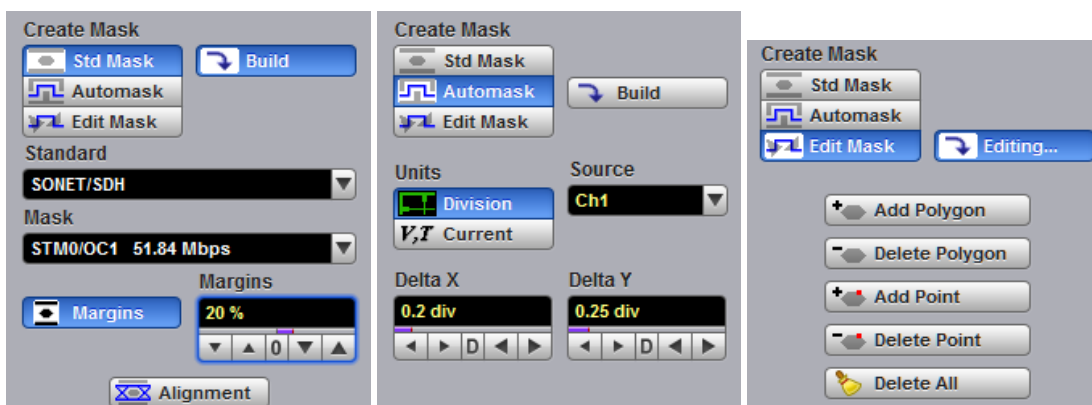 Create Mask
Std Mask
Build
Automask
Edit Mask
Standard
SONET/SDH
Mask
STM0/OC1 51.84 Mbps
Margins
Margins
20 %
0
Alignment
Create Mask
Std Mask
Automask
Build
Edit Mask
Units
Source
Division
Ch1
V,T Current
Delta X
Delta Y
0.2 div
0.25 div
D
D
Create Mask
Std Mask
Automask
Edit Mask
Editing...
Add Polygon
Delete Polygon
Add Point
Delete Point
Delete All